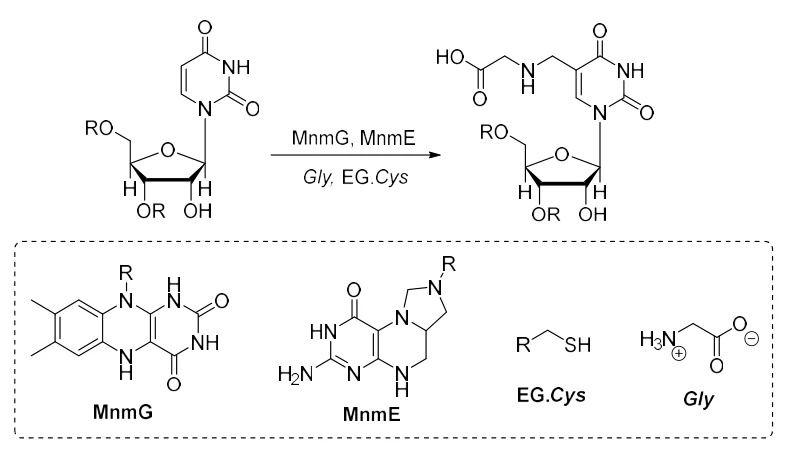 O
NH
N
O
RO
O
H
H
OR
OH
MnmG, MnmE
Gly, EG.Cys
HO
O
N
H
O
NH
N
O
RO
O
H
H
OR
OH
R
N
H
N
O
NH
N
H
O
MnmG
O
HN
H2N
N
N
N
R
N
H
MnmE
R
SH
EG.Cys
H3N
⊕
O
⊖
O
Gly